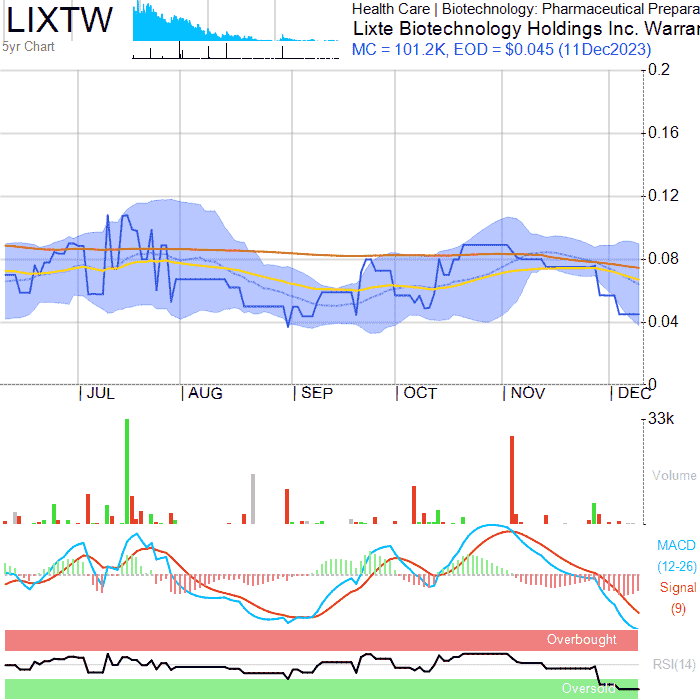 LIXTW
5yr Chart
Health Care | Biotechnology: Pharmaceutical Prepara
Lixte Biotechnology Holdings Inc. Warran
MC = 101.2K, EOD = $0.045 (11Dec2023)
0.2
0.16
0.12
0.08
0.04
0
| JUL | AUG | SEP | OCT | NOV | DEC
33k
Volume
MACD
(12-26)
Signal
(9)
Overbought
RSI(14)
Oversold